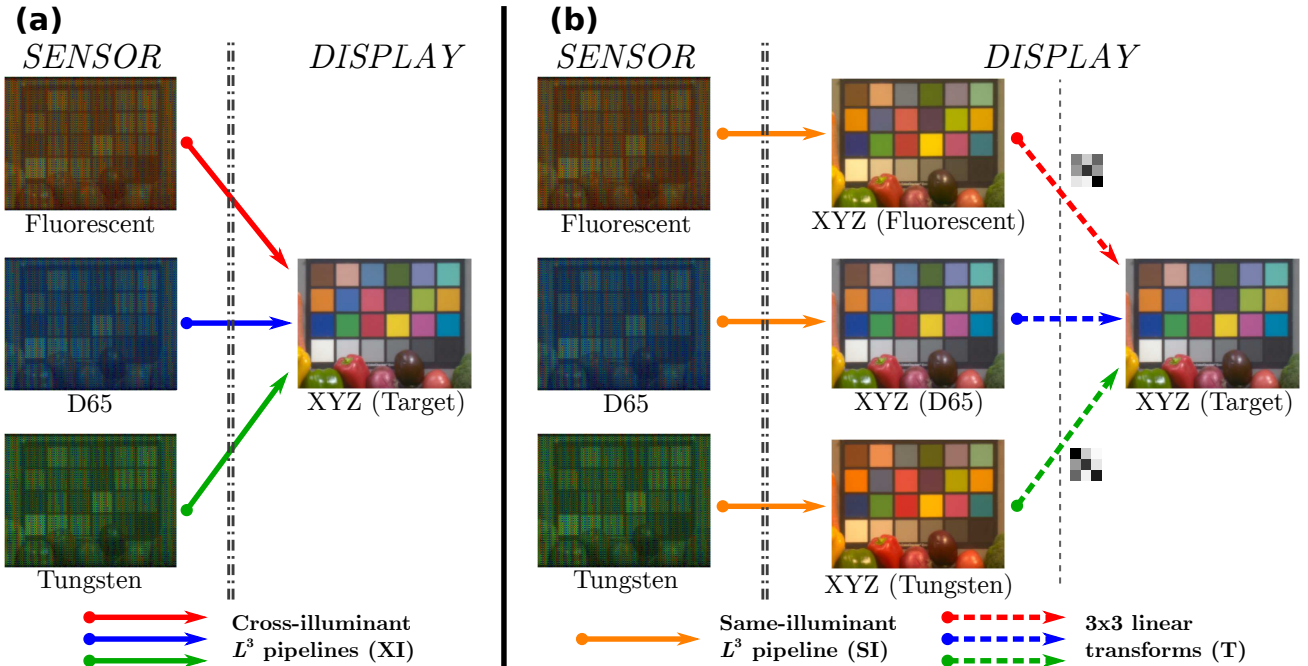 (a)
SENSOR
DISPLAY
Fluorescent
D65
XYZ (Target)
Tungsten
Cross-illuminant
L³ pipelines (XI)
(b)
SENSOR
DISPLAY
Fluorescent
XYZ (Fluorescent)
D65
XYZ (D65)
XYZ (Target)
Tungsten
XYZ (Tungsten)
Same-illuminant
L³ pipeline (SI)
3x3 linear
transforms (T)